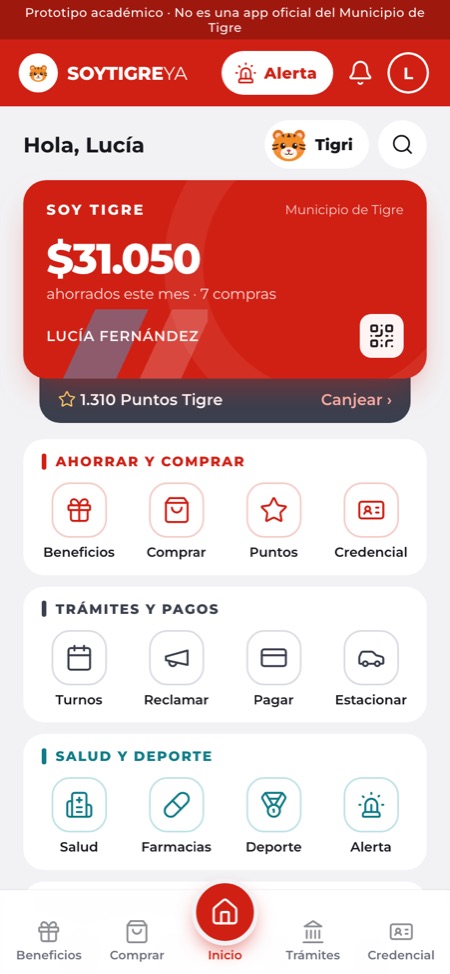 Prototipo académico · No es una app oficial del Municipio de
Tigre
SOYTIGREYA
Alerta
L
Hola, Lucía
Tigri
SOY TIGRE
Municipio de Tigre
$31.050
ahorrados este mes · 7 compras
LUCÍA FERNÁNDEZ
1.310 Puntos Tigre
Canjear ›
AHORRAR Y COMPRAR
Beneficios
Comprar
Puntos
Credencial
TRÁMITES Y PAGOS
Turnos
Reclamar
Pagar
Estacionar
SALUD Y DEPORTE
Salud
Farmacias
Deporte
Alerta
Beneficios
Comprar
Inicio
Trámites
Credencial